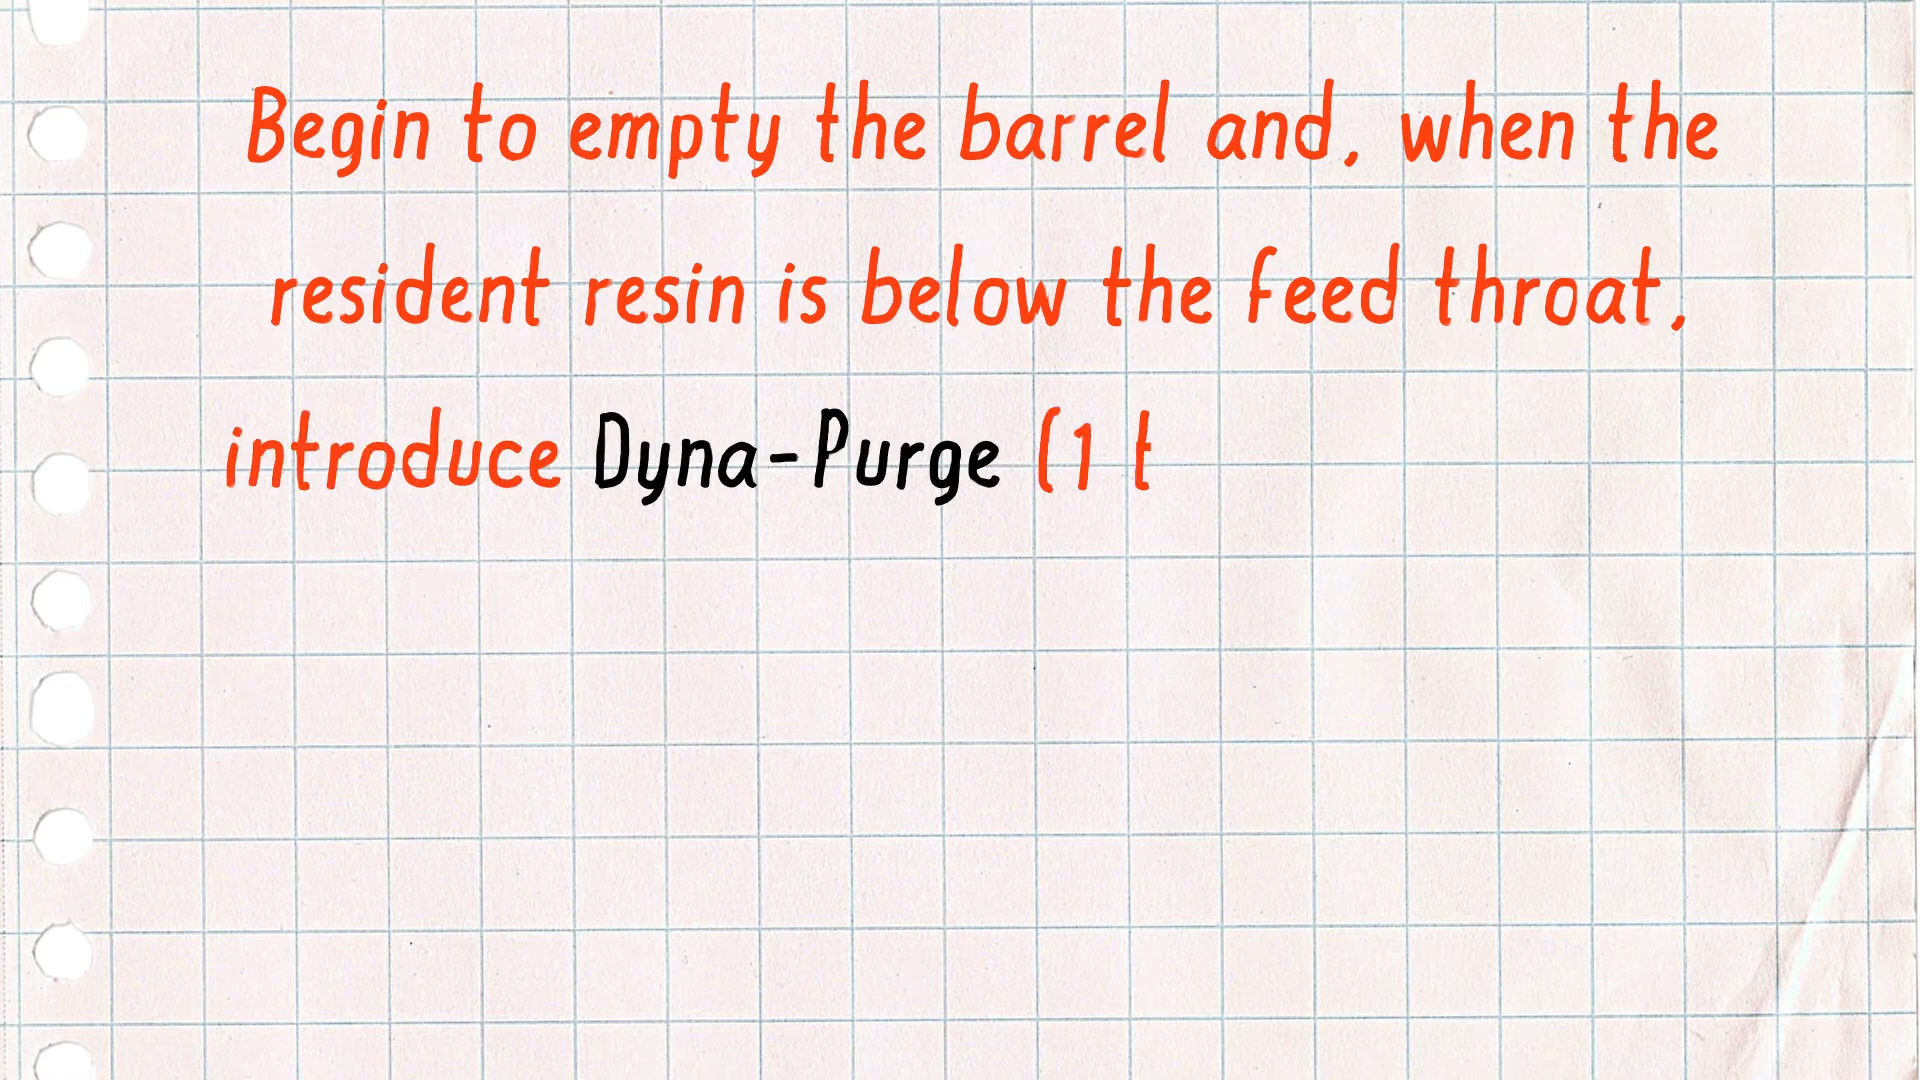 Begin to empty the barrel and, when the
resident resin is below the feed throat,
introduce Dyna-Purge (1 t